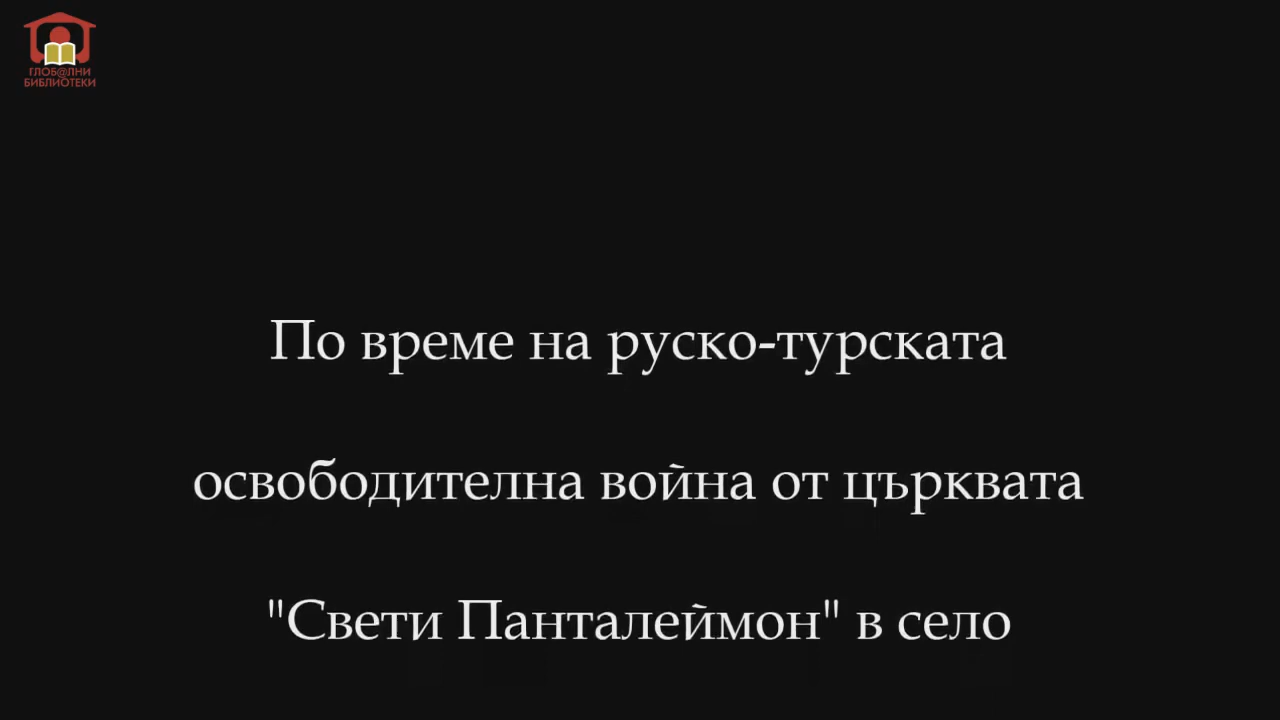 ГЛОБ@ЛНИ
БИБЛИОТЕКИ
По време на руско-турската
освободителна война от църквата
"Свети Панталеймон" в село